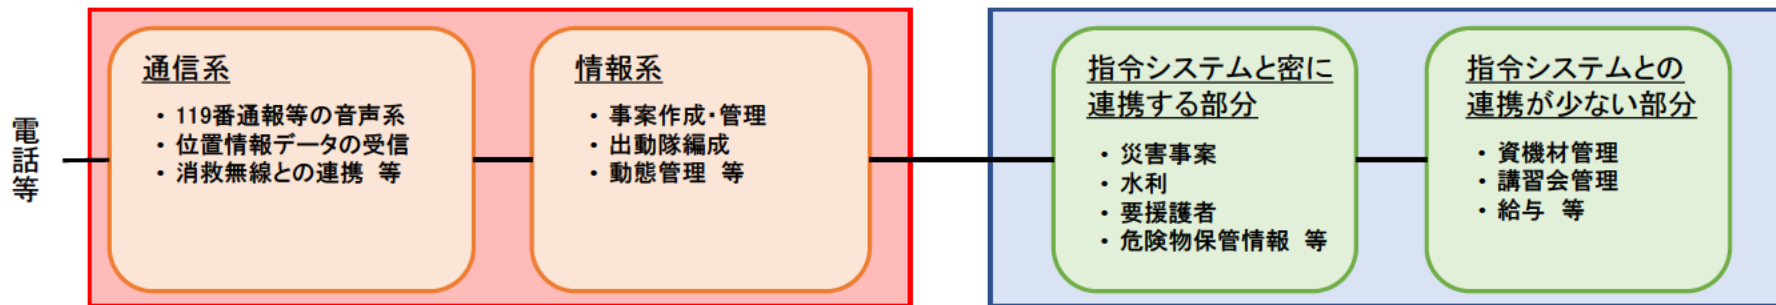 電話等
通信系
・ 119番通報等の音声系
・ 位置情報データの受信
・ 消救無線との連携 等
情報系
・ 事案作成・管理
・ 出動隊編成
・ 動態管理 等
指令システムと密に
連携する部分
・ 災害事案
・ 水利
・ 要援護者
・ 危険物保管情報 等
指令システムとの
連携が少ない部分
・ 資機材管理
・ 講習会管理
・ 給与 等